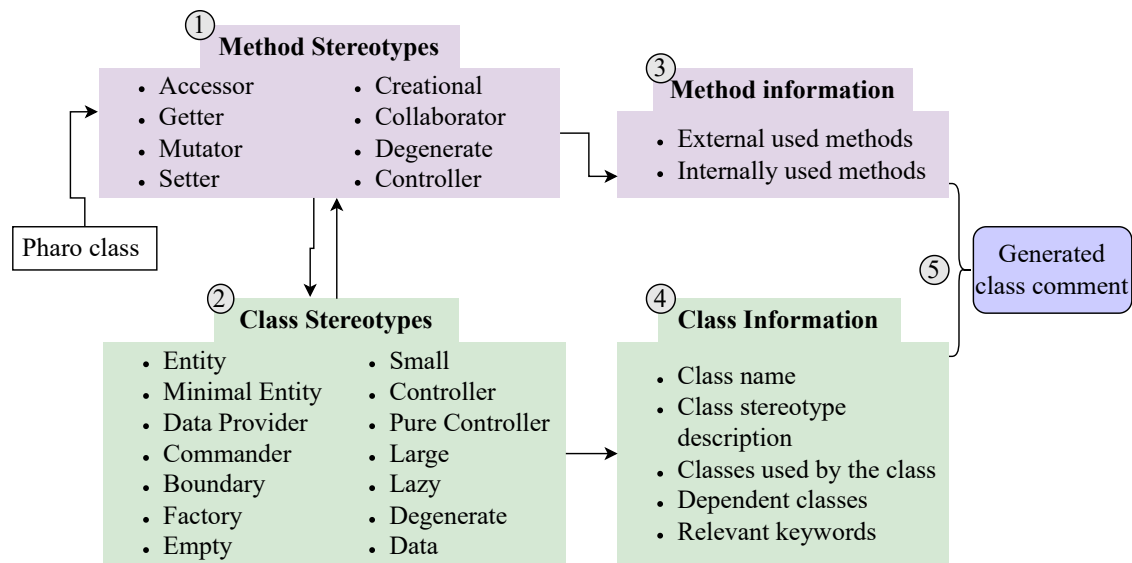 1
Method Stereotypes
• Accessor
• Getter
• Mutator
• Setter
• Creational
• Collaborator
• Degenerate
• Controller
3
Method information
• External used methods
• Internally used methods
Pharo class
2
Class Stereotypes
• Entity
• Minimal Entity
• Data Provider
• Commander
• Boundary
• Factory
• Empty
• Small
• Controller
• Pure Controller
• Large
• Lazy
• Degenerate
• Data
4
Class Information
• Class name
• Class stereotype
description
• Classes used by the class
• Dependent classes
• Relevant keywords
5
Generated
class comment